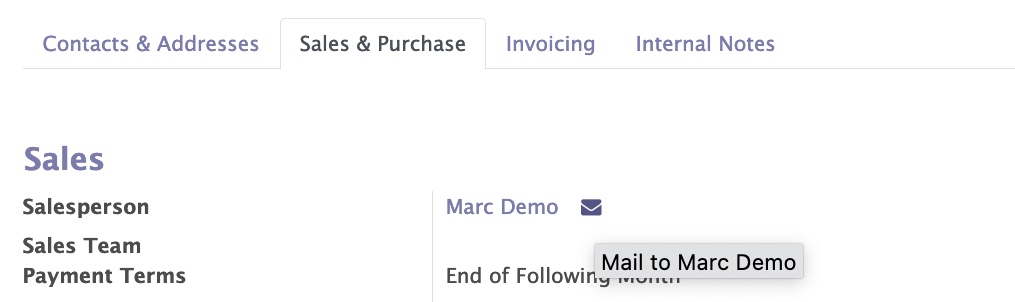 Contacts & Addresses Sales & Purchase Invoicing Internal Notes
Sales
Salesperson Marc Demo
Sales Team
Mail to Marc Demo
Payment Terms End of Following Month